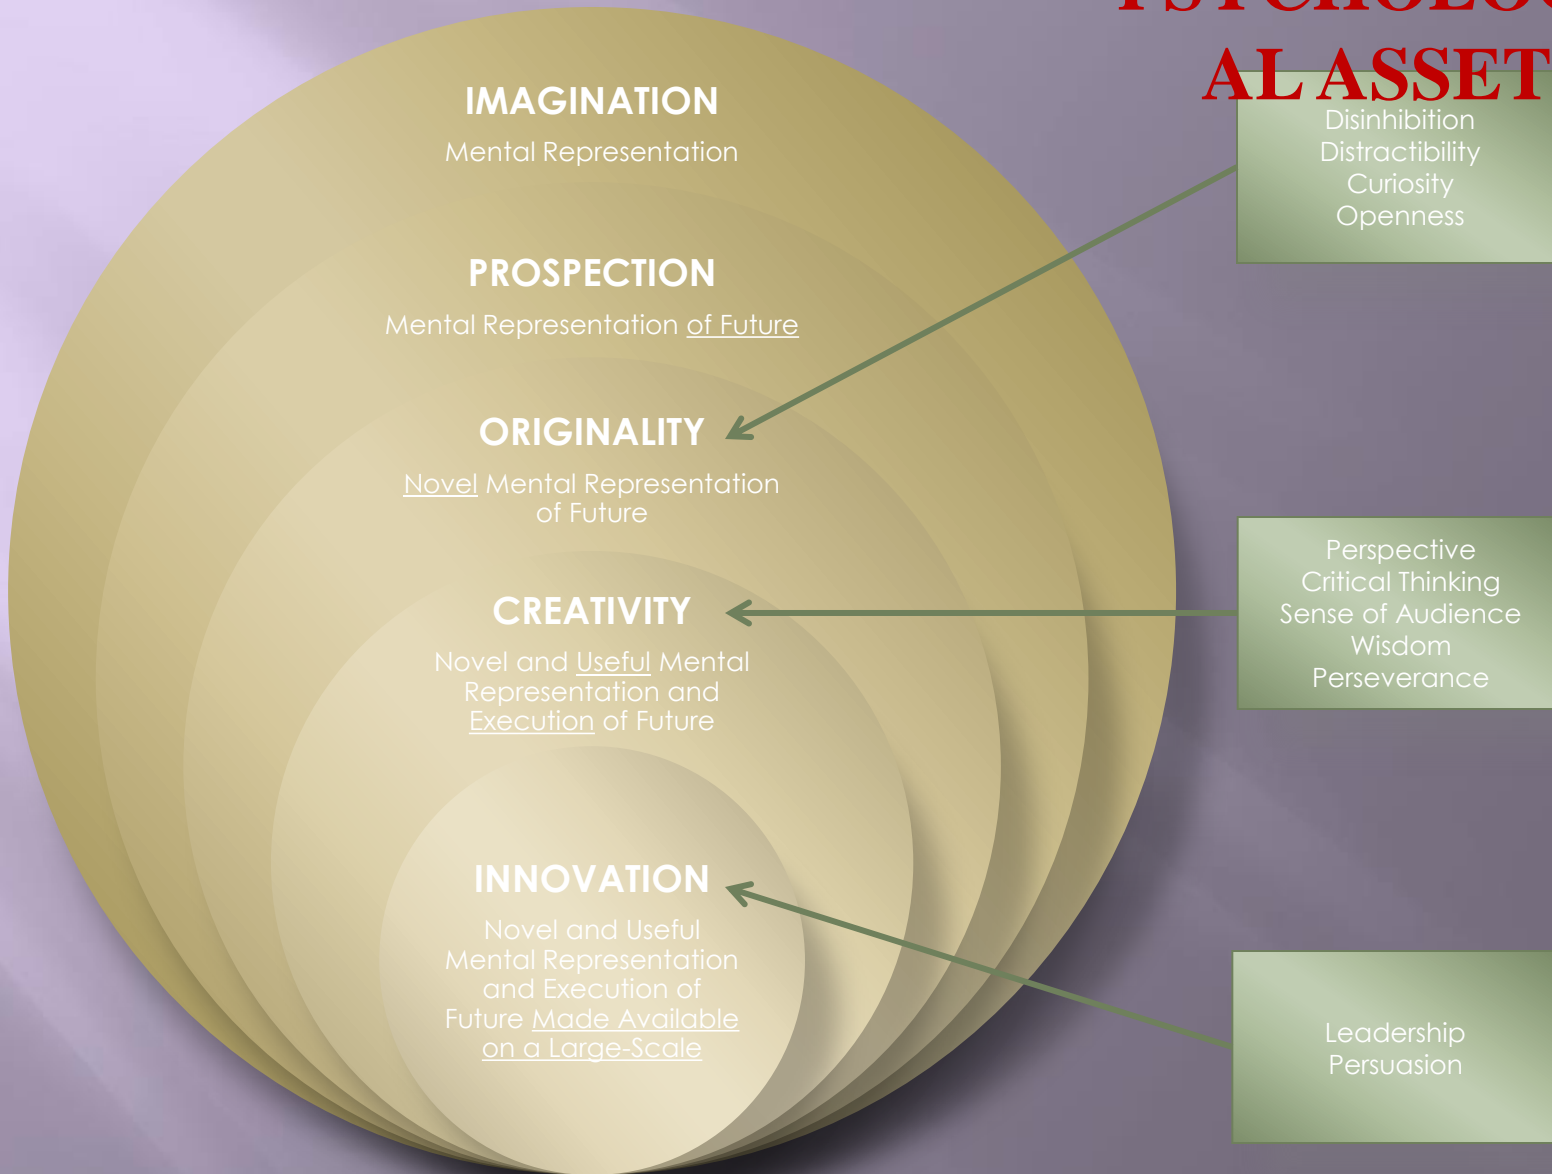 AL ASSET
IMAGINATION
Mental Representation
PROSPECTION
Mental Representation of Future
ORIGINALITY
Novel Mental Representation
of Future
CREATIVITY
Novel and Useful Mental
Representation and
Execution of Future
INNOVATION
Novel and Useful
Mental Representation
and Execution of
Future Made Available
on a Large-Scale
Disinhibition
Distractibility
Curiosity
Openness
Perspective
Critical Thinking
Sense of Audience
Wisdom
Perseverance
Leadership
Persuasion